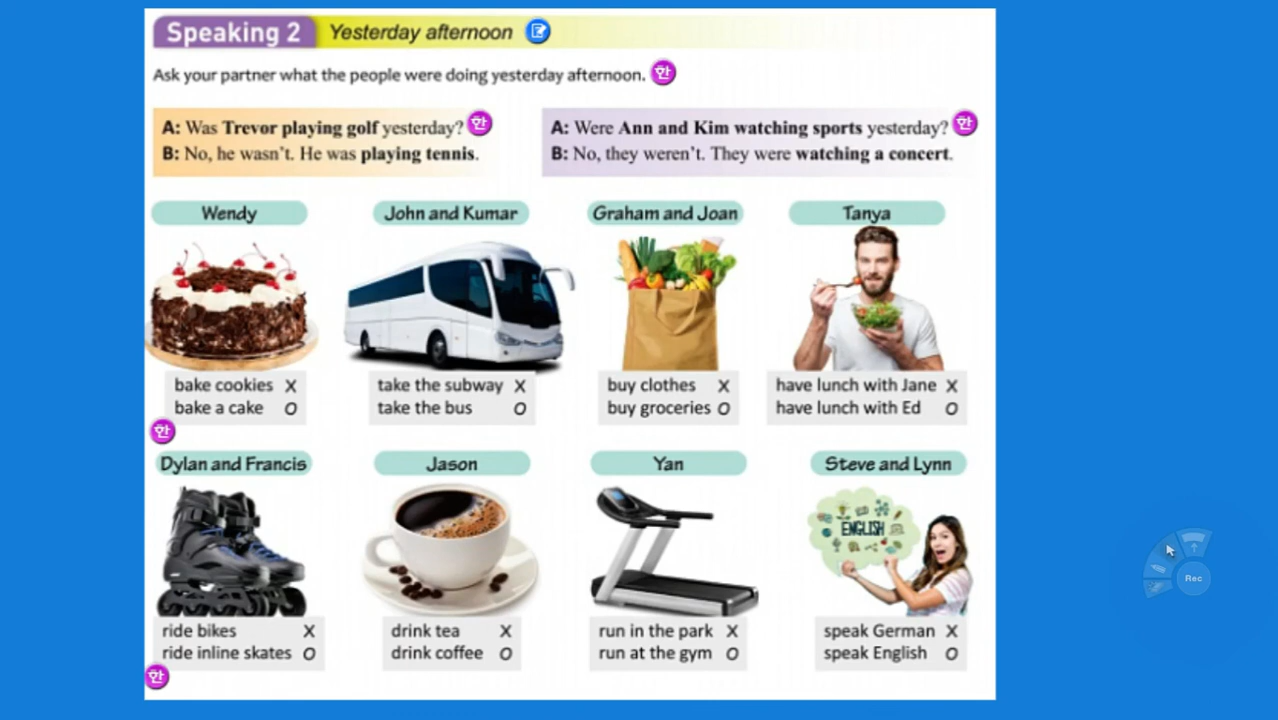 Speaking 2 Yesterday afternoon
Ask your partner what the people were doing yesterday afternoon. 한
A: Was Trevor playing golf yesterday? 한
B: No, he wasn't. He was playing tennis.
A: Were Ann and Kim watching sports yesterday? 한
B: No, they weren't. They were watching a concert.
Wendy
John and Kumar
Graham and Joan
Tanya
bake cookies X
bake a cake O
take the subway X
take the bus O
buy clothes X
buy groceries O
have lunch with Jane X
have lunch with Ed O
한
Dylan and Francis
Jason
Yan
Steve and Lynn
ENGLISH
ride bikes X
ride inline skates O
drink tea X
drink coffee O
run in the park X
run at the gym O
speak German X
speak English O
한
Rec